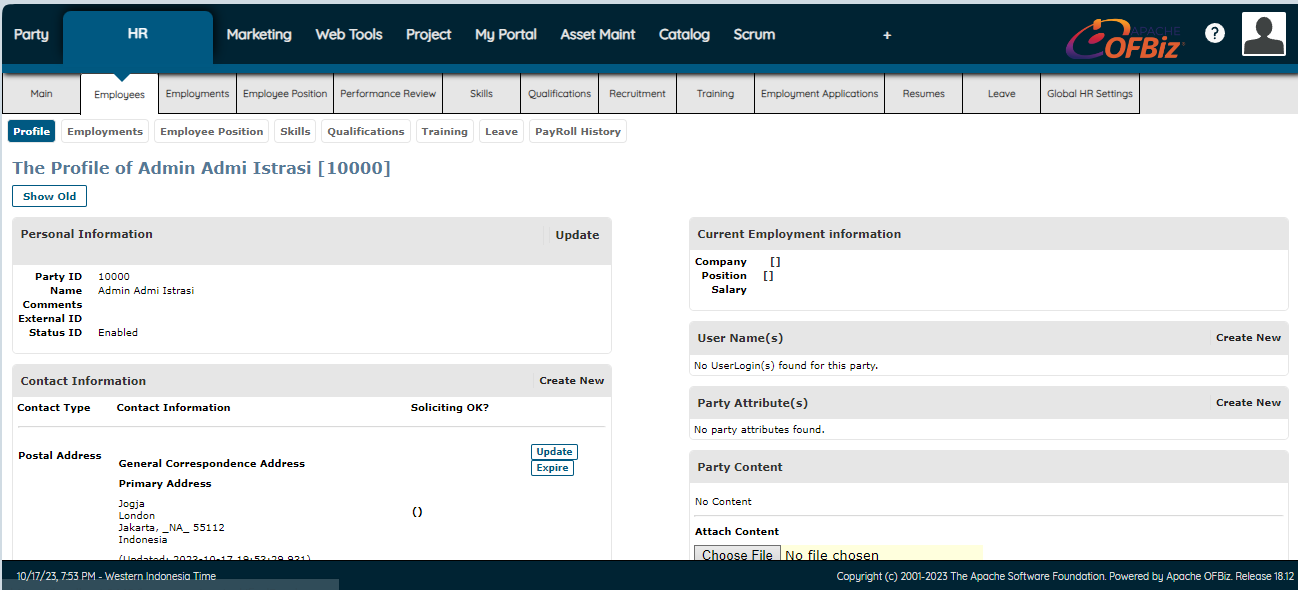 Party HR Marketing Web Tools Project My Portal Asset Maint Catalog Scrum + APACHE OFBiz ?
Main Employees Employments Employee Position Performance Review Skills Qualifications Recruitment Training Employment Applications Resumes Leave Global HR Settings
Profile Employments Employee Position Skills Qualifications Training Leave PayRoll History
The Profile of Admin Admi Istrasi [10000]
Show Old
Personal Information Update
Party ID 10000
Name Admin Admi Istrasi
Comments
External ID
Status ID Enabled
Contact Information Create New
Contact Type Contact Information Soliciting OK?
Postal Address
General Correspondence Address
Update
Expire
Primary Address
Jogja
London
Jakarta, _NA_ 55112
Indonesia
()
(Updated: 2023-10-17 19:53:29.931)
Current Employment information
Company []
Position []
Salary
User Name(s) Create New
No UserLogin(s) found for this party.
Party Attribute(s) Create New
No party attributes found.
Party Content
No Content
Attach Content
Choose File No file chosen
10/17/23, 7:53 PM - Western Indonesia Time
Copyright (c) 2001-2023 The Apache Software Foundation. Powered by Apache OFBiz. Release 18.12